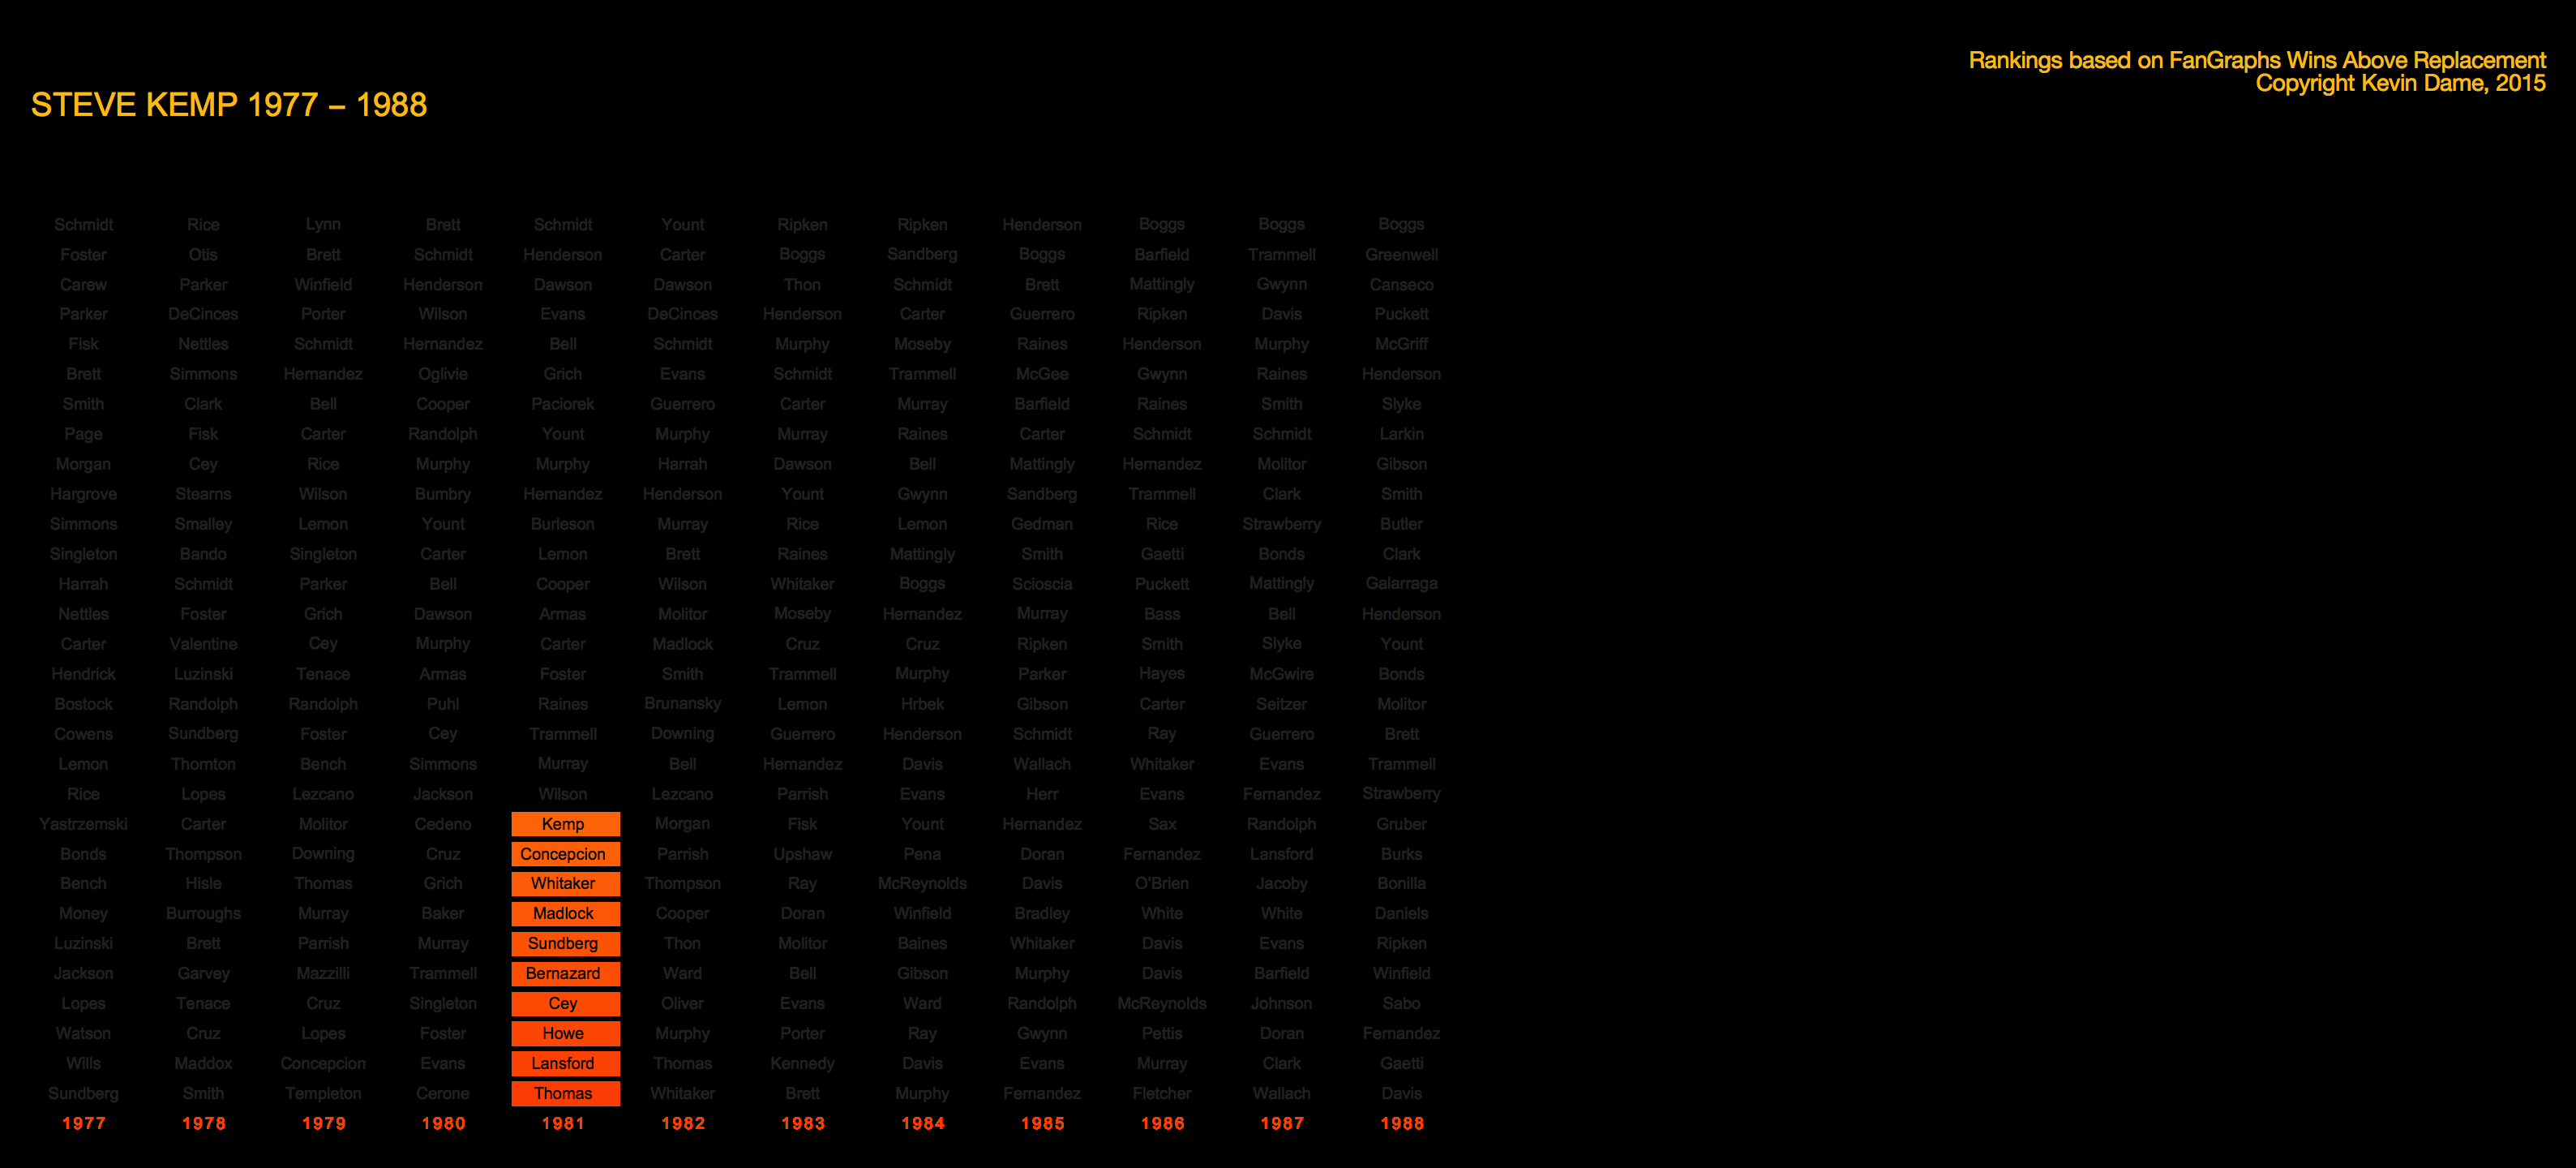 Rankings based on FanGraphs Wins Above Replacement
Copyright Kevin Dame, 2015
STEVE KEMP 1977 – 1988
Schmidt Rice Lynn Brett Schmidt Yount Ripken Ripken Henderson Boggs Boggs Boggs
Foster Otis Brett Schmidt Henderson Carter Boggs Sandberg Boggs Barfield Trammell Greenwell
Carew Parker Winfield Henderson Dawson Dawson Thon Schmidt Brett Mattingly Gwynn Canseco
Parker DeCinces Porter Wilson Evans DeCinces Henderson Carter Guerrero Ripken Davis Puckett
Fisk Nettles Schmidt Hernandez Bell Schmidt Murphy Moseby Raines Henderson Murphy McGriff
Brett Simmons Hernandez Oglivie Grich Evans Schmidt Trammell McGee Gwynn Raines Henderson
Smith Clark Bell Cooper Paciorek Guerrero Carter Murray Barfield Raines Smith Slyke
Page Fisk Carter Randolph Yount Murphy Murray Raines Carter Schmidt Schmidt Larkin
Morgan Cey Rice Murphy Murphy Harrah Dawson Bell Mattingly Hernandez Molitor Gibson
Hargrove Stearns Wilson Bumbry Hernandez Henderson Yount Gwynn Sandberg Trammell Clark Smith
Simmons Smalley Lemon Yount Burleson Murray Rice Lemon Gedman Rice Strawberry Butler
Singleton Bando Singleton Carter Lemon Brett Raines Mattingly Smith Gaetti Bonds Clark
Harrah Schmidt Parker Bell Cooper Wilson Whitaker Boggs Scioscia Puckett Mattingly Galarraga
Nettles Foster Grich Dawson Armas Molitor Moseby Hernandez Murray Bass Bell Henderson
Carter Valentine Cey Murphy Carter Madlock Cruz Cruz Ripken Smith Slyke Yount
Hendrick Luzinski Tenace Armas Foster Smith Trammell Murphy Parker Hayes McGwire Bonds
Bostock Randolph Randolph Puhl Raines Brunansky Lemon Hrbek Gibson Carter Seitzer Molitor
Cowens Sundberg Foster Cey Trammell Downing Guerrero Henderson Schmidt Ray Guerrero Brett
Lemon Thornton Bench Simmons Murray Bell Hernandez Davis Wallach Whitaker Evans Trammell
Rice Lopes Lezcano Jackson Wilson Lezcano Parrish Evans Herr Evans Fernandez Strawberry
Yastrzemski Carter Molitor Cedeno Kemp Morgan Fisk Yount Hernandez Sax Randolph Gruber
Bonds Thompson Downing Cruz Concepcion Parrish Upshaw Pena Doran Fernandez Lansford Burks
Bench Hisle Thomas Grich Whitaker Thompson Ray McReynolds Davis O'Brien Jacoby Bonilla
Money Burroughs Murray Baker Madlock Cooper Doran Winfield Bradley White White Daniels
Luzinski Brett Parrish Murray Sundberg Thon Molitor Baines Whitaker Davis Evans Ripken
Jackson Garvey Mazzilli Trammell Bernazard Ward Bell Gibson Murphy Davis Barfield Winfield
Lopes Tenace Cruz Singleton Cey Oliver Evans Ward Randolph McReynolds Johnson Sabo
Watson Cruz Lopes Foster Howe Murphy Porter Ray Gwynn Pettis Doran Fernandez
Wills Maddox Concepcion Evans Lansford Thomas Kennedy Davis Evans Murray Clark Gaetti
Sundberg Smith Templeton Cerone Thomas Whitaker Brett Murphy Fernandez Fletcher Wallach Davis
1977 1978 1979 1980 1981 1982 1983 1984 1985 1986 1987 1988